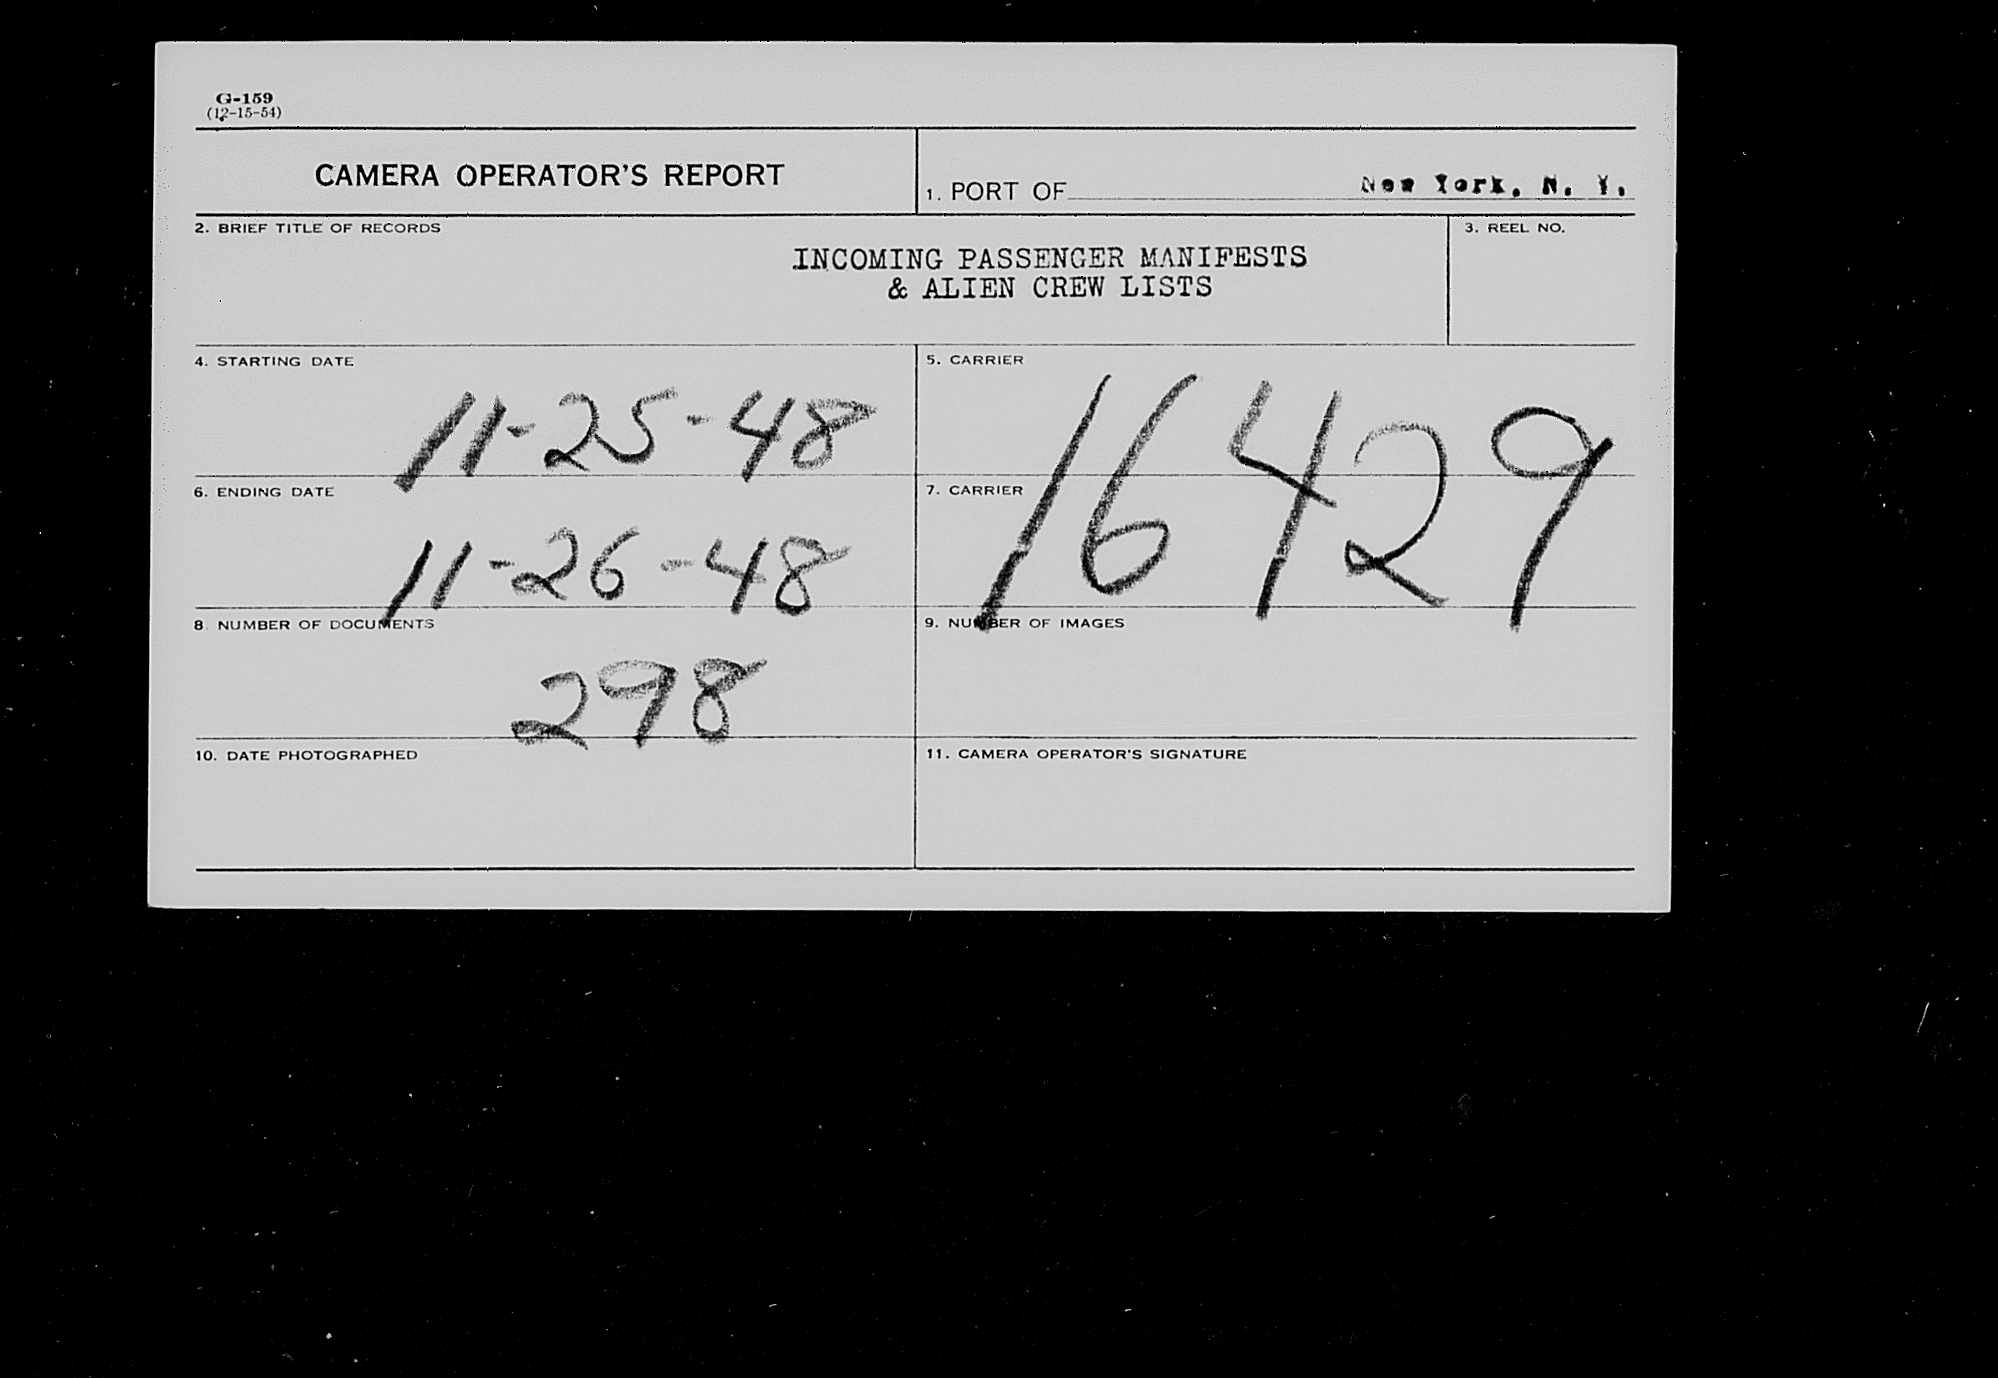 G-159
(12-15-54)
CAMERA OPERATOR'S REPORT
1. PORT OF New York, N. Y.
2. BRIEF TITLE OF RECORDS
INCOMING PASSENGER MANIFESTS
& ALIEN CREW LISTS
3. REEL NO.
4. STARTING DATE
11-25-48
5. CARRIER
16429
6. ENDING DATE
11-26-48
7. CARRIER
8. NUMBER OF DOCUMENTS
298
9. NUMBER OF IMAGES
10. DATE PHOTOGRAPHED
11. CAMERA OPERATOR'S SIGNATURE